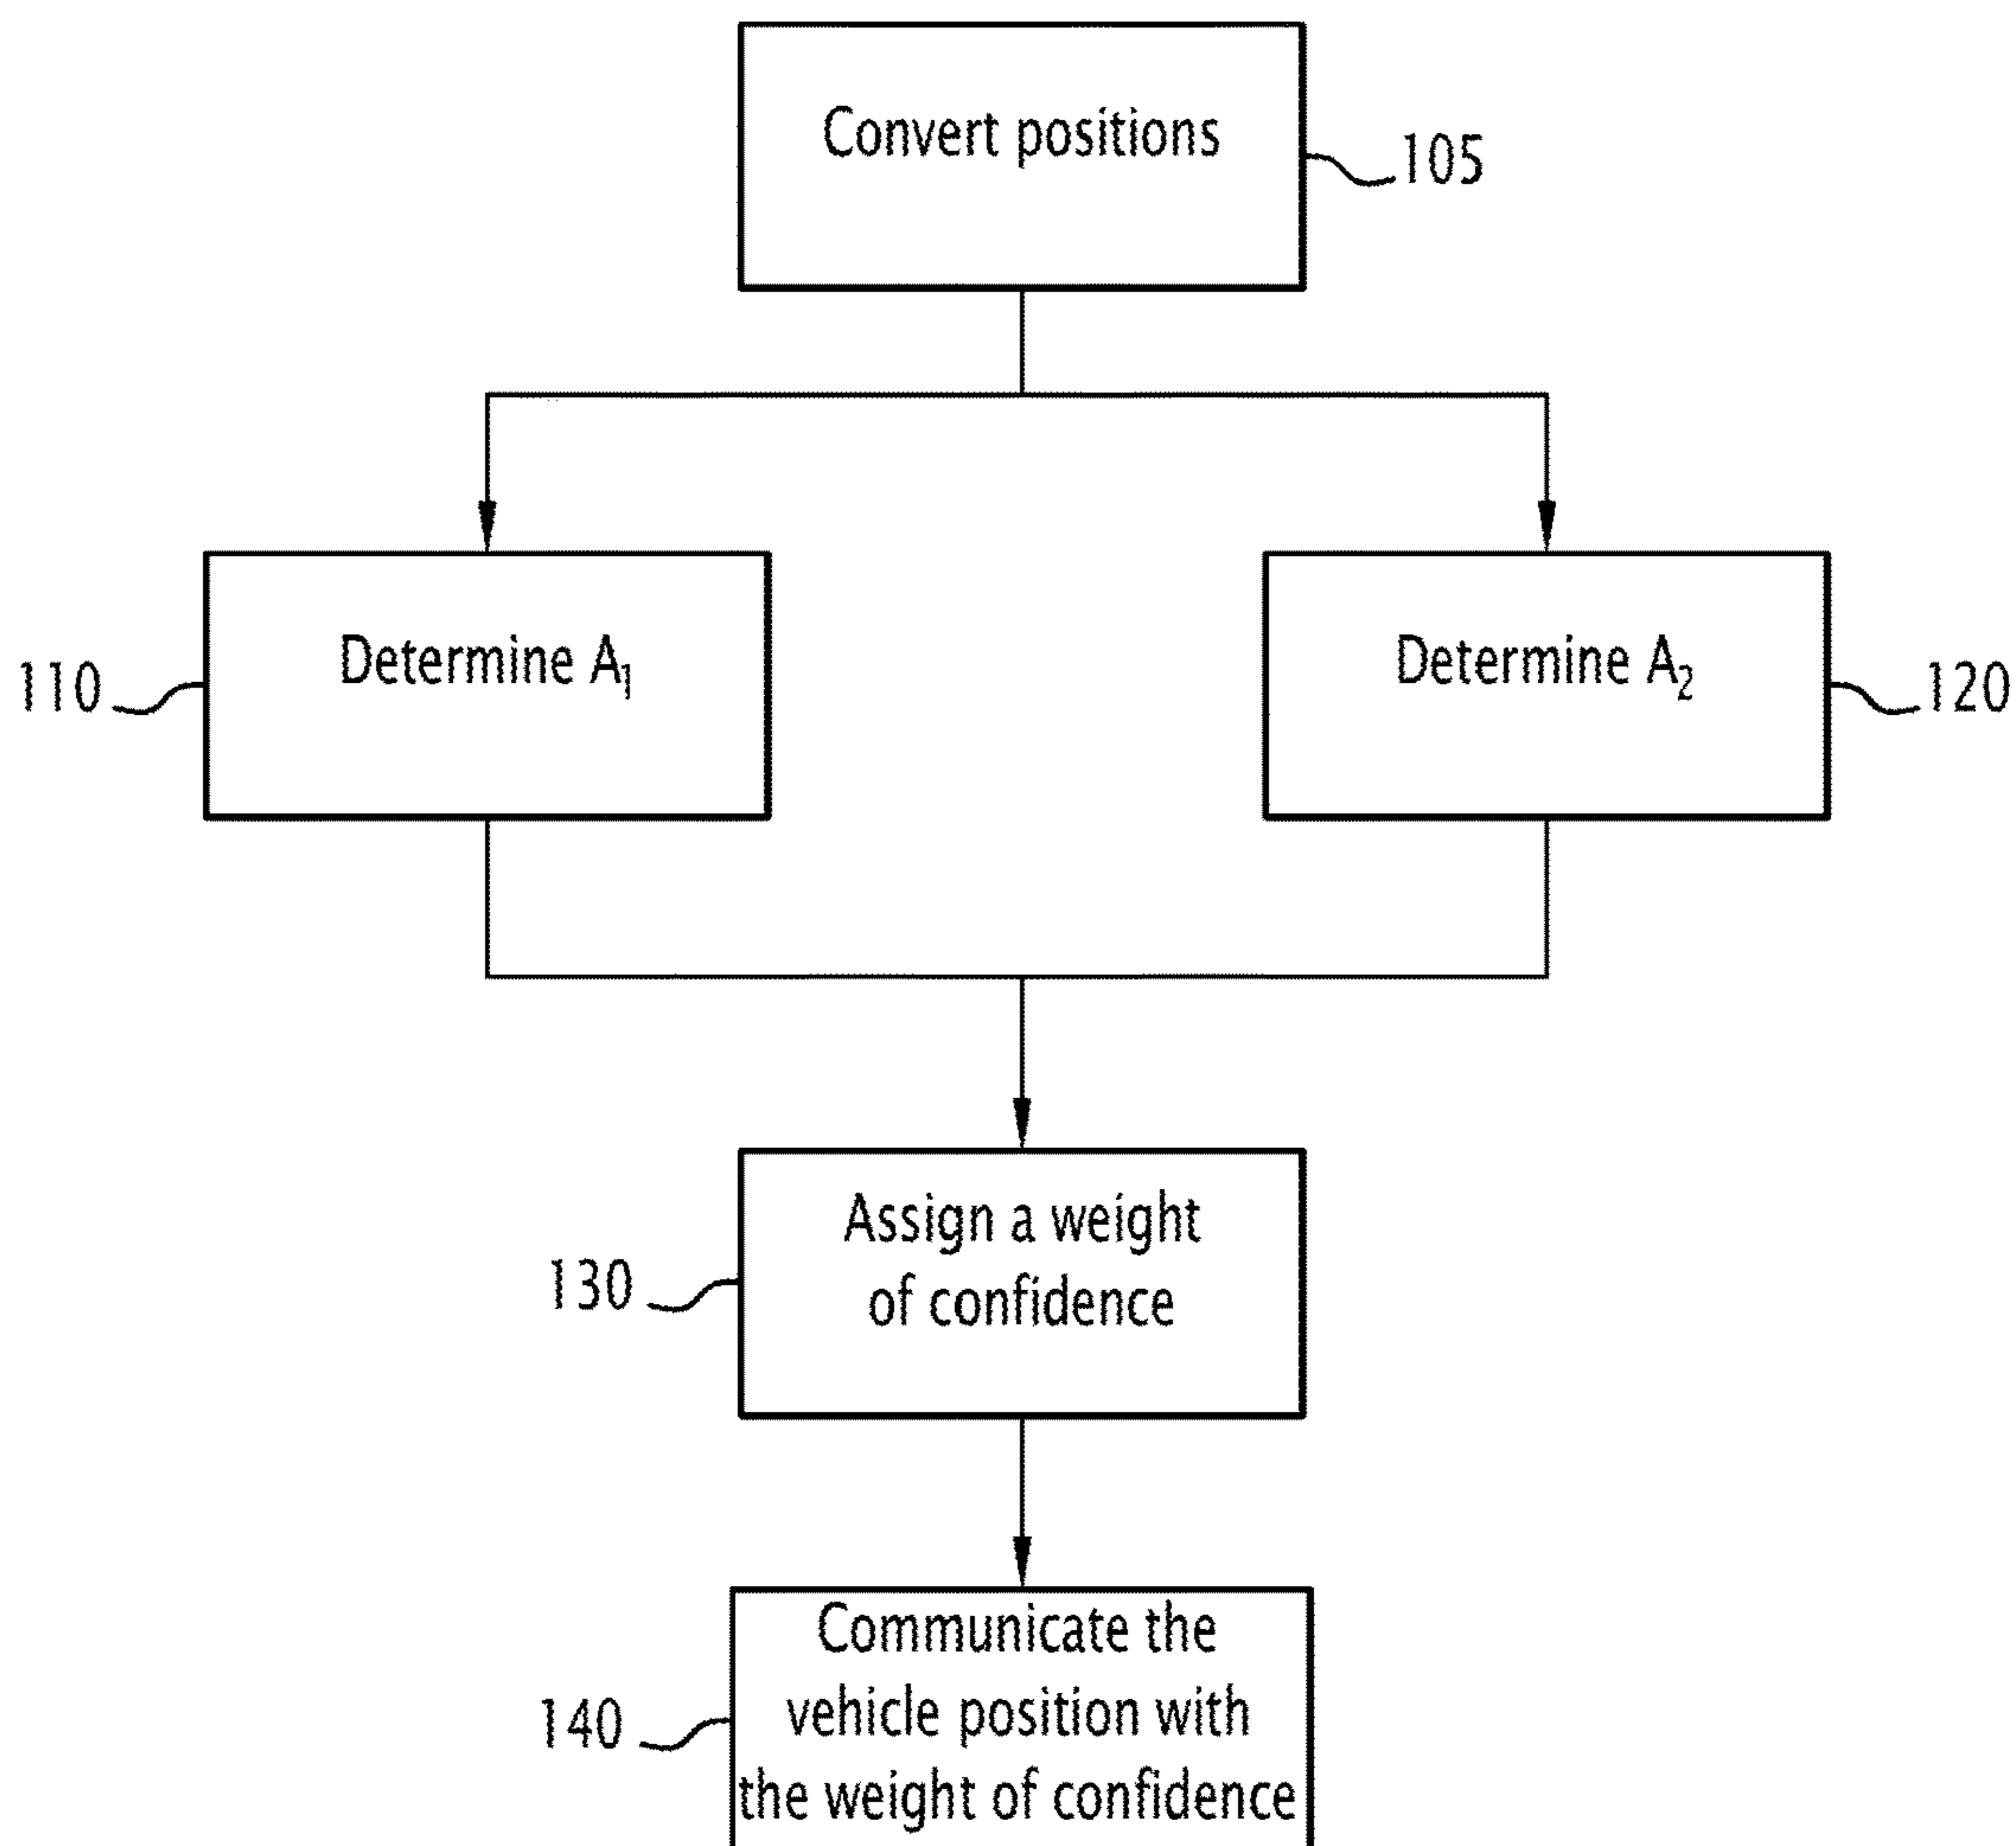 Convert positions
105
Determine A₁
110
Determine A₂
120
Assign a weight
of confidence
130
Communicate the
vehicle position with
the weight of confidence
140